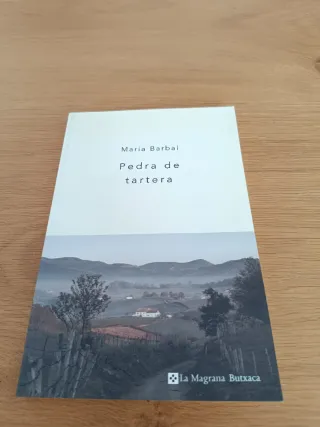 Maria Barbal
Pedra de
tartera
La Magrana Butxaca